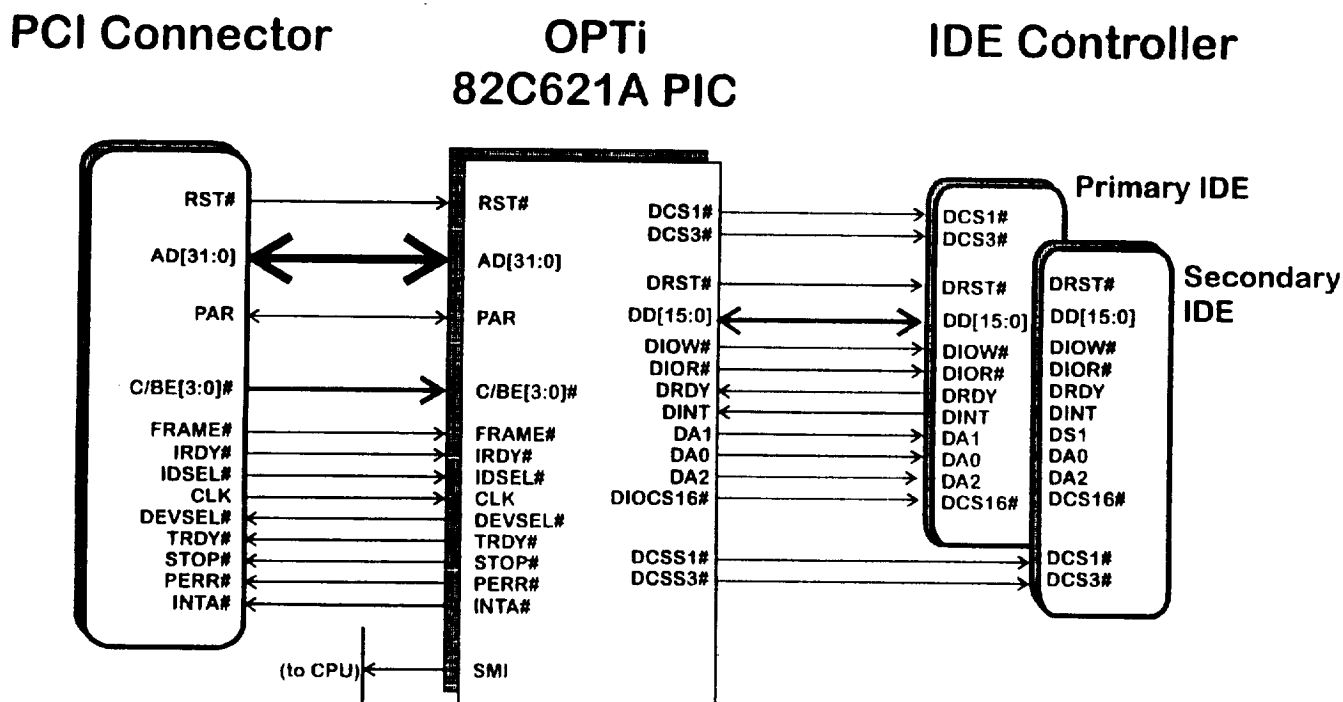 PCI Connector
OPTi
82C621A PIC
IDE Controller
RST#
AD[31:0]
PAR
C/BE[3:0]#
FRAME#
IRDY#
IDSEL#
CLK
DEVSEL#
TRDY#
STOP#
PERR#
INTA#
(to CPU)
RST#
AD[31:0]
PAR
C/BE[3:0]#
FRAME#
IRDY#
IDSEL#
CLK
DEVSEL#
TRDY#
STOP#
PERR#
INTA#
SMI
DCS1#
DCS3#
DRST#
DD[15:0]
DIOW#
DIOR#
DRDY
DINT
DA1
DA0
DA2
DIOCS16#
DCSS1#
DCSS3#
Primary IDE
DCS1#
DCS3#
DRST#
DD[15:0]
DIOW#
DIOR#
DRDY
DINT
DA1
DA0
DA2
DCS16#
Secondary
IDE
DRST#
DD[15:0]
DIOW#
DIOR#
DRDY
DINT
DS1
DA0
DA2
DCS16#
DCS1#
DCS3#